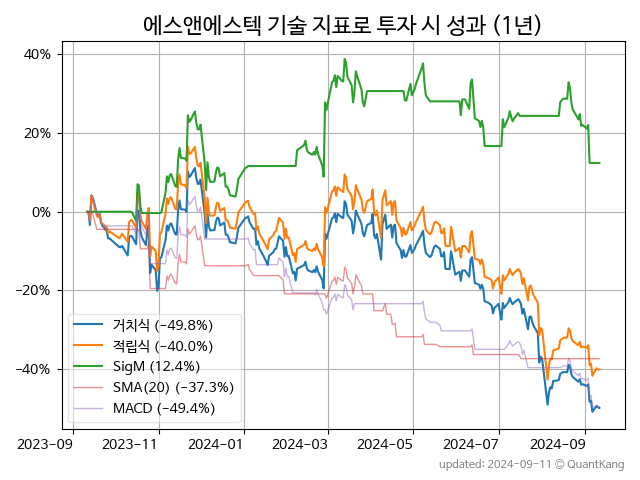 에스앤에스텍 기술 지표로 투자 시 성과 (1년)
40%
20%
0%
−20%
−40%
거치식 (−49.8%)
적립식 (−40.0%)
SigM (12.4%)
SMA(20) (−37.3%)
MACD (−49.4%)
2023-09
2023-11
2024-01
2024-03
2024-05
2024-07
2024-09
updated: 2024-09-11 © QuantKang